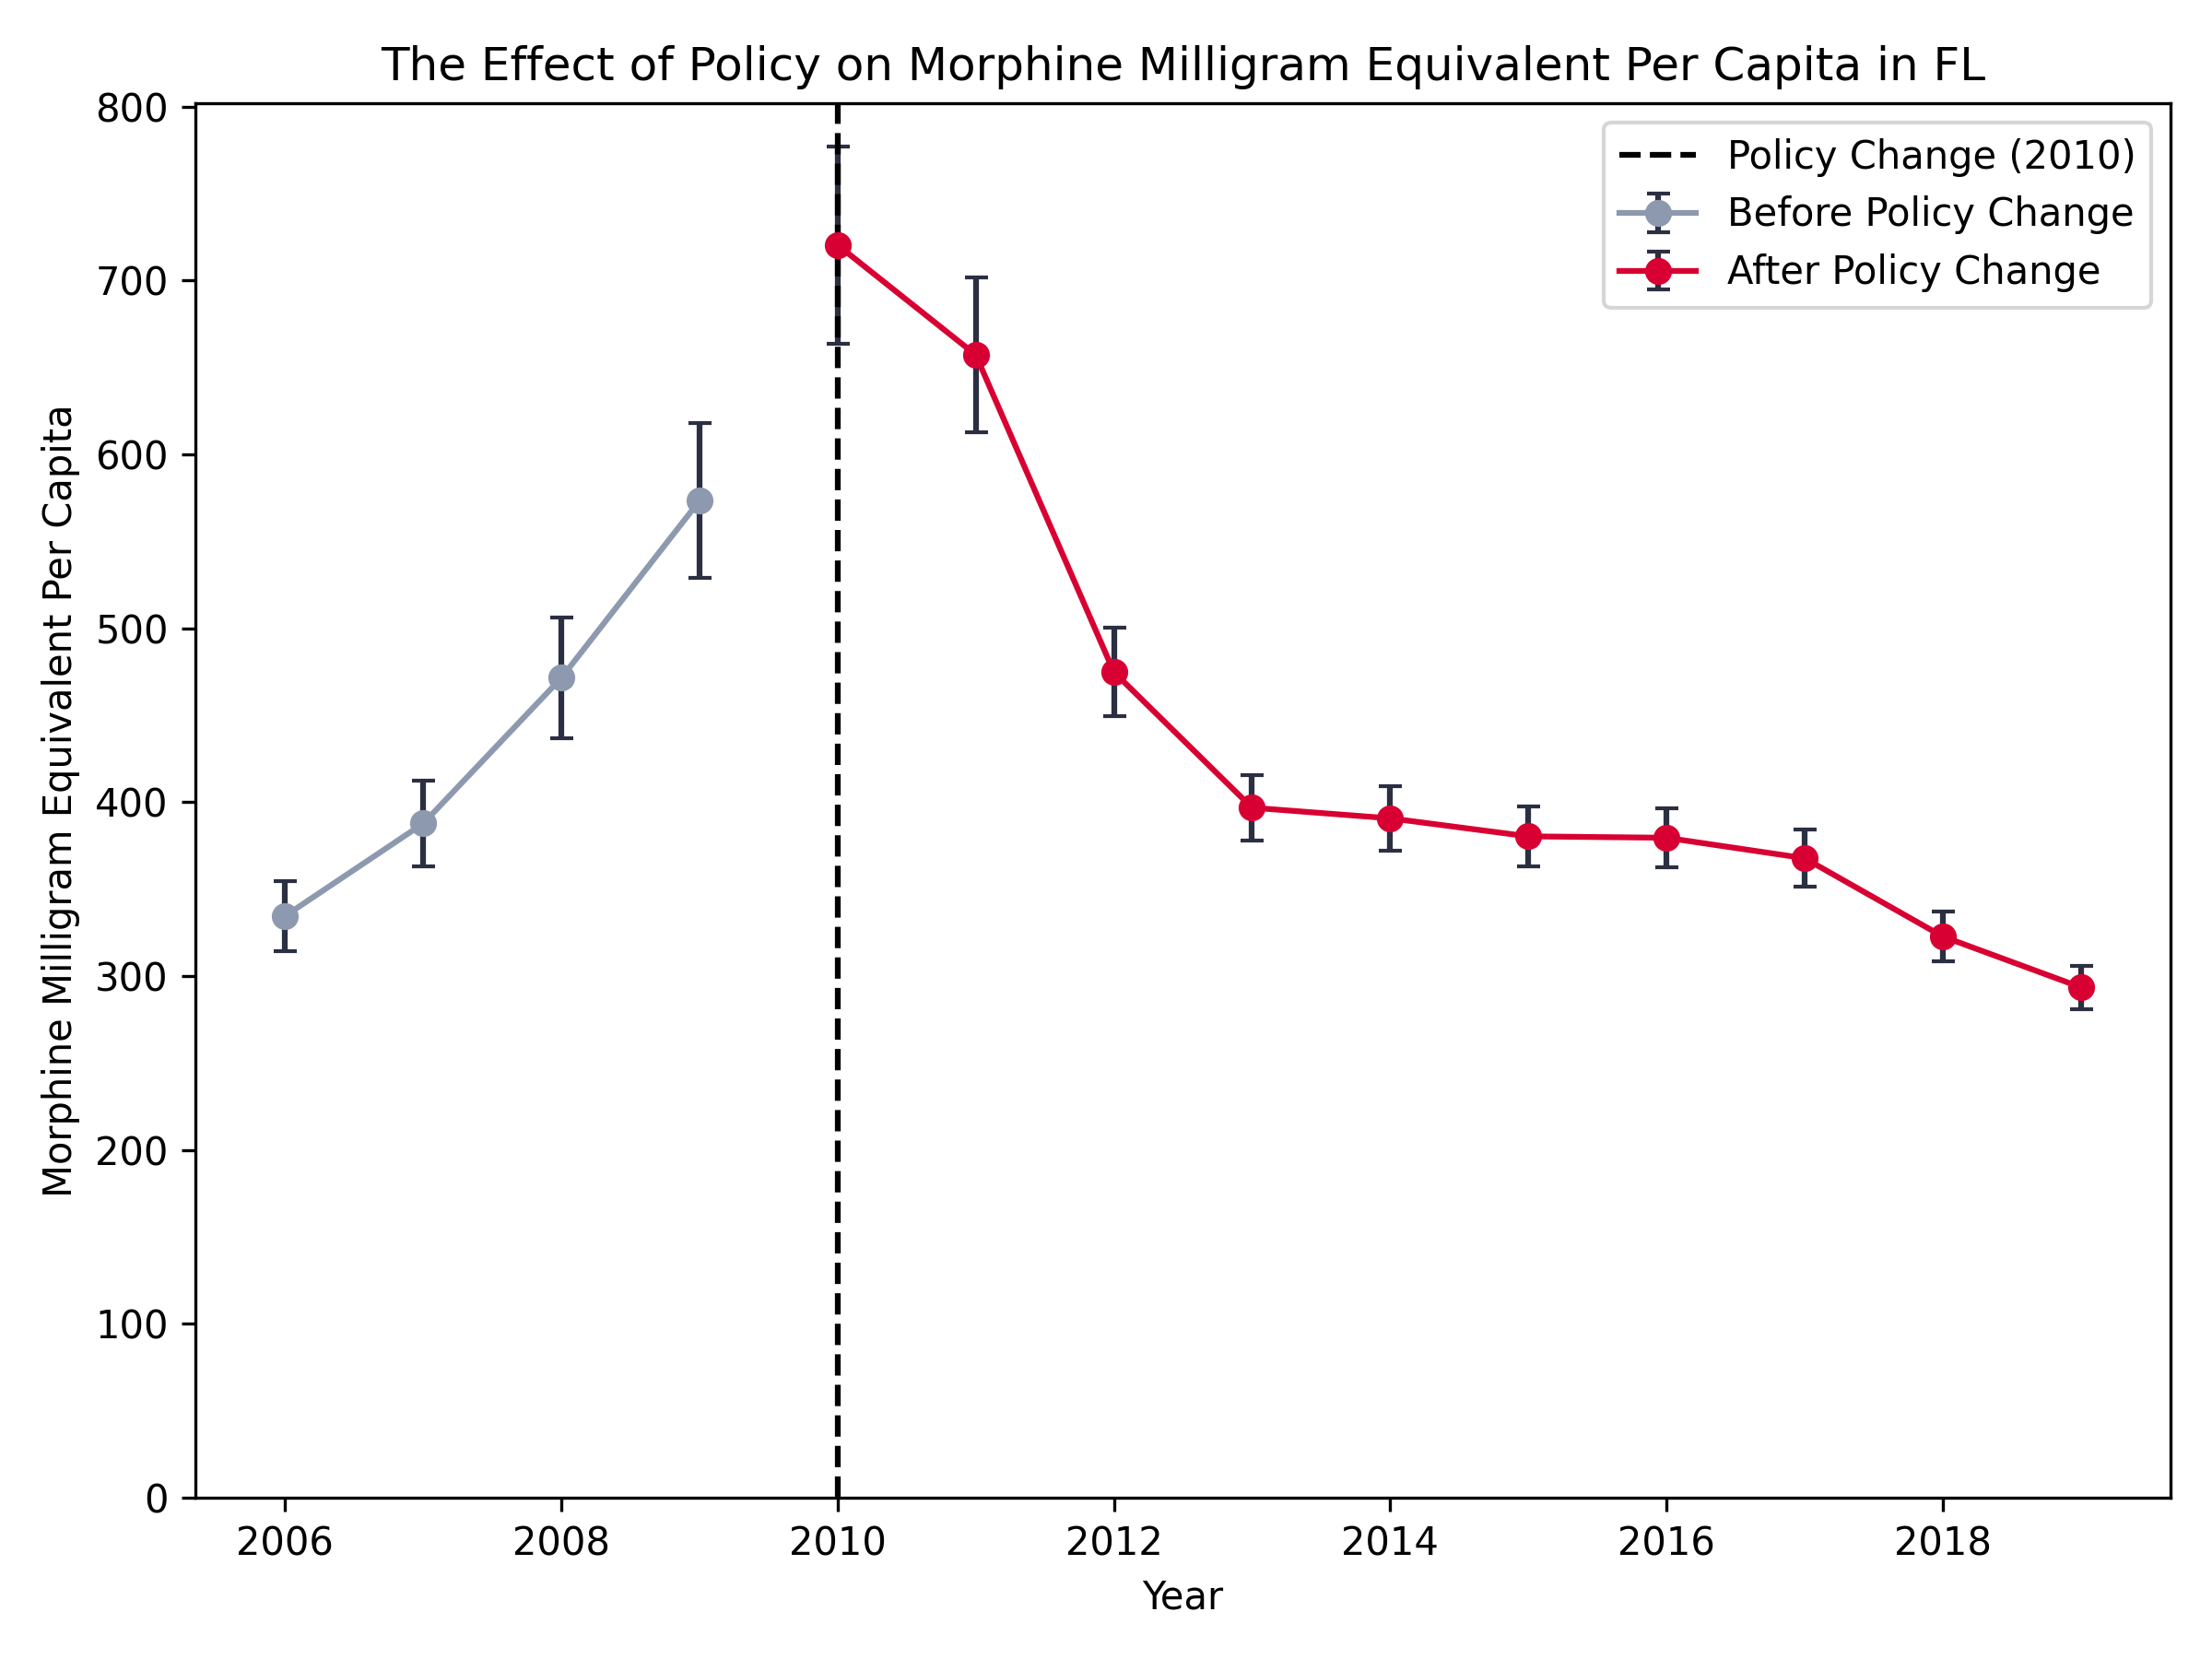 The Effect of Policy on Morphine Milligram Equivalent Per Capita in FL
Policy Change (2010)
Before Policy Change
After Policy Change
Morphine Milligram Equivalent Per Capita
800
700
600
500
400
300
200
100
0
2006 2008 2010 2012 2014 2016 2018
Year